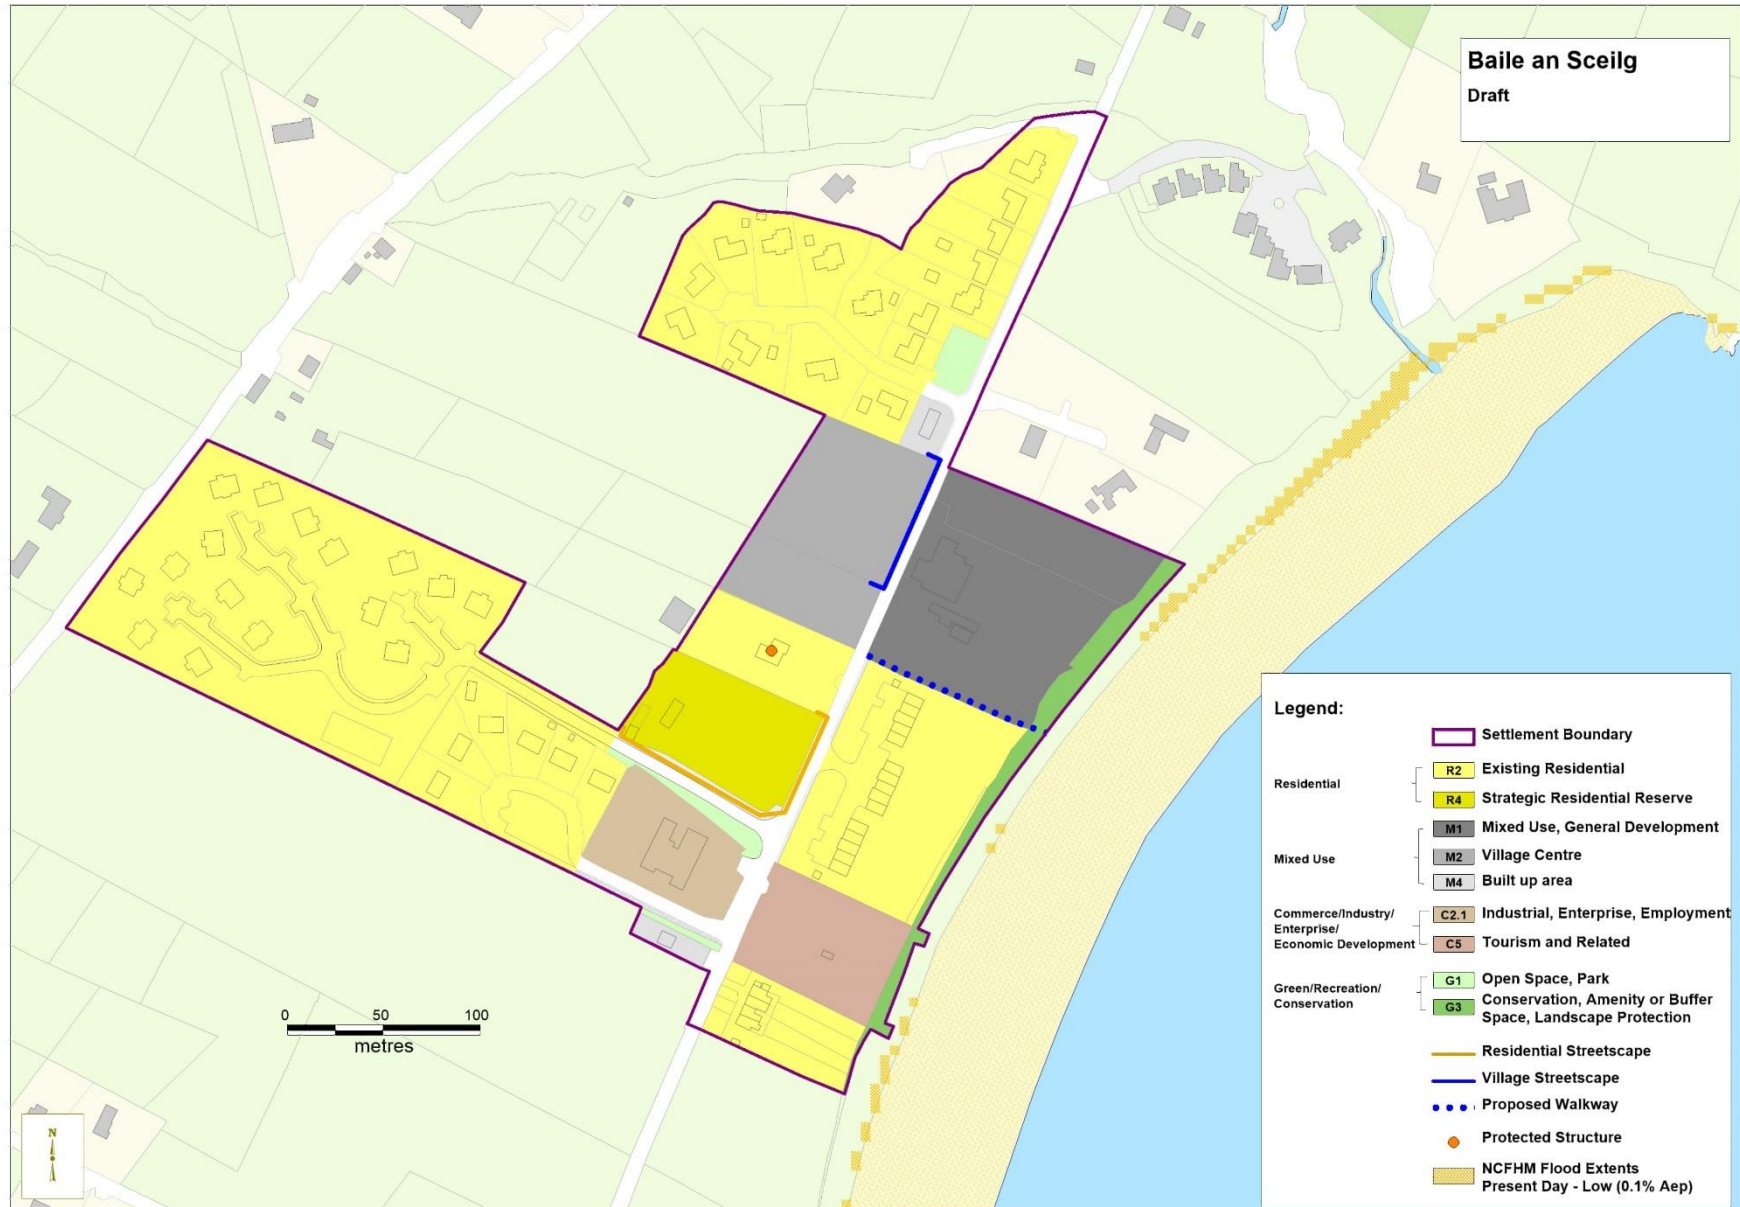 Baile an Sceilg
Draft
Legend:
Settlement Boundary
Residential
R2 Existing Residential
R4 Strategic Residential Reserve
Mixed Use
M1 Mixed Use, General Development
M2 Village Centre
M4 Built up area
Commerce/Industry/
Enterprise/
Economic Development
C2.1 Industrial, Enterprise, Employment
C5 Tourism and Related
Green/Recreation/
Conservation
G1 Open Space, Park
G3 Conservation, Amenity or Buffer
Space, Landscape Protection
Residential Streetscape
Village Streetscape
Proposed Walkway
Protected Structure
NCFHM Flood Extents
Present Day - Low (0.1% Aep)
0 50 100
metres
N